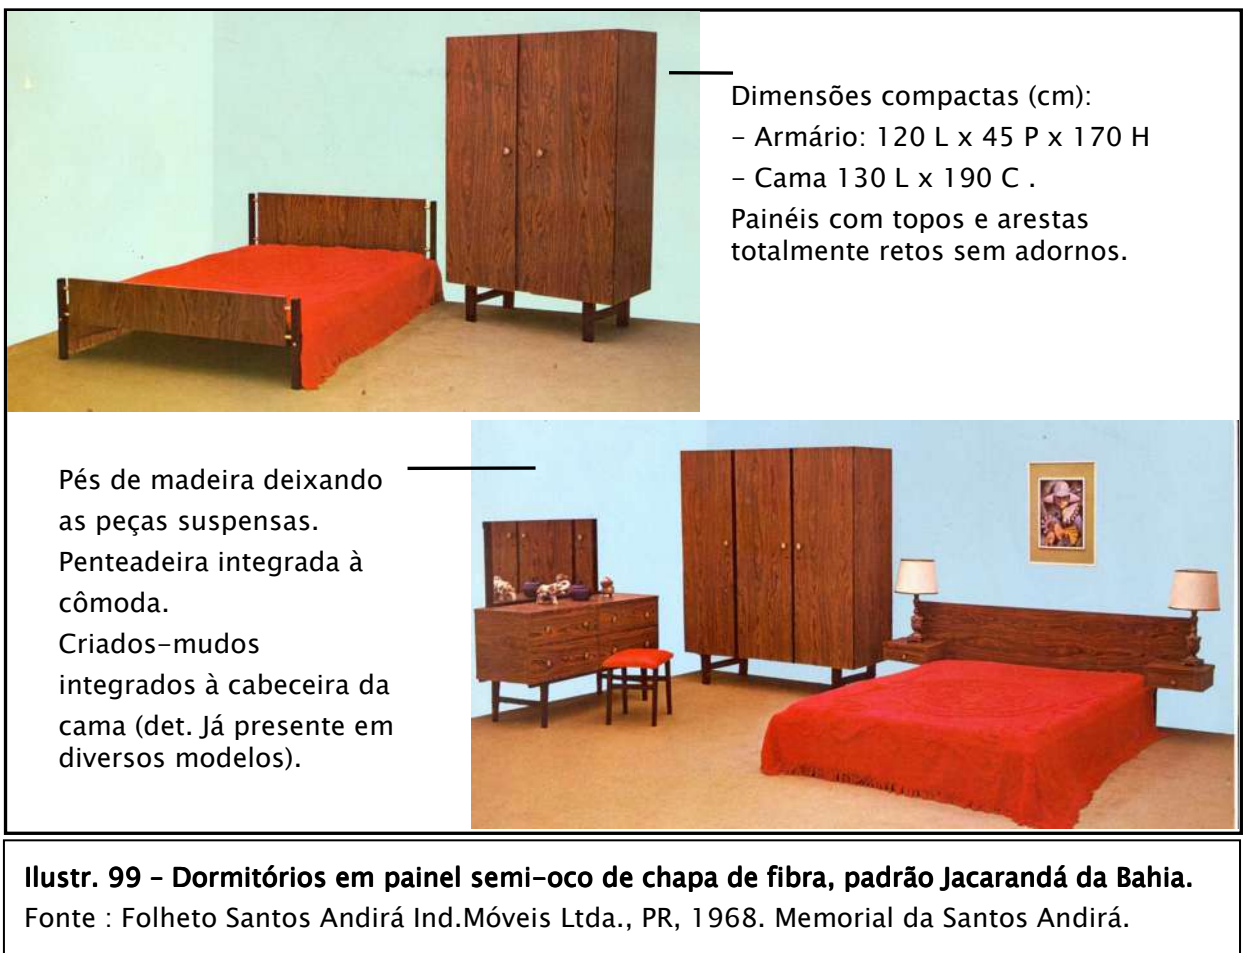 Dimensões compactas (cm):
– Armário: 120 L x 45 P x 170 H
– Cama 130 L x 190 C .
Painéis com topos e arestas
totalmente retos sem adornos.
Pés de madeira deixando
as peças suspensas.
Penteadeira integrada à
cômoda.
Criados–mudos
integrados à cabeceira da
cama (det. Já presente em
diversos modelos).
Ilustr. 99 – Dormitórios em painel semi–oco de chapa de fibra, padrão Jacarandá da Bahia.
Fonte : Folheto Santos Andirá Ind.Móveis Ltda., PR, 1968. Memorial da Santos Andirá.